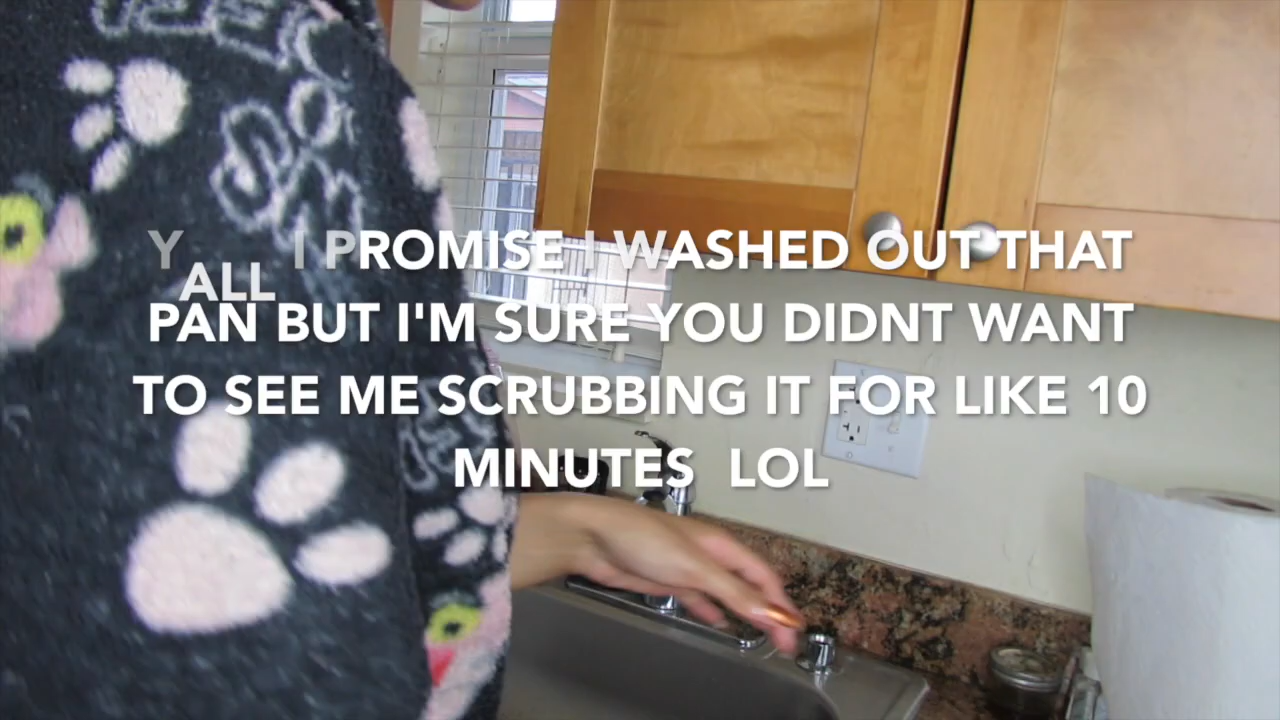 Y ALL I PROMISE I WASHED OUT THAT
PAN BUT I'M SURE YOU DIDNT WANT
TO SEE ME SCRUBBING IT FOR LIKE 10
MINUTES LOL